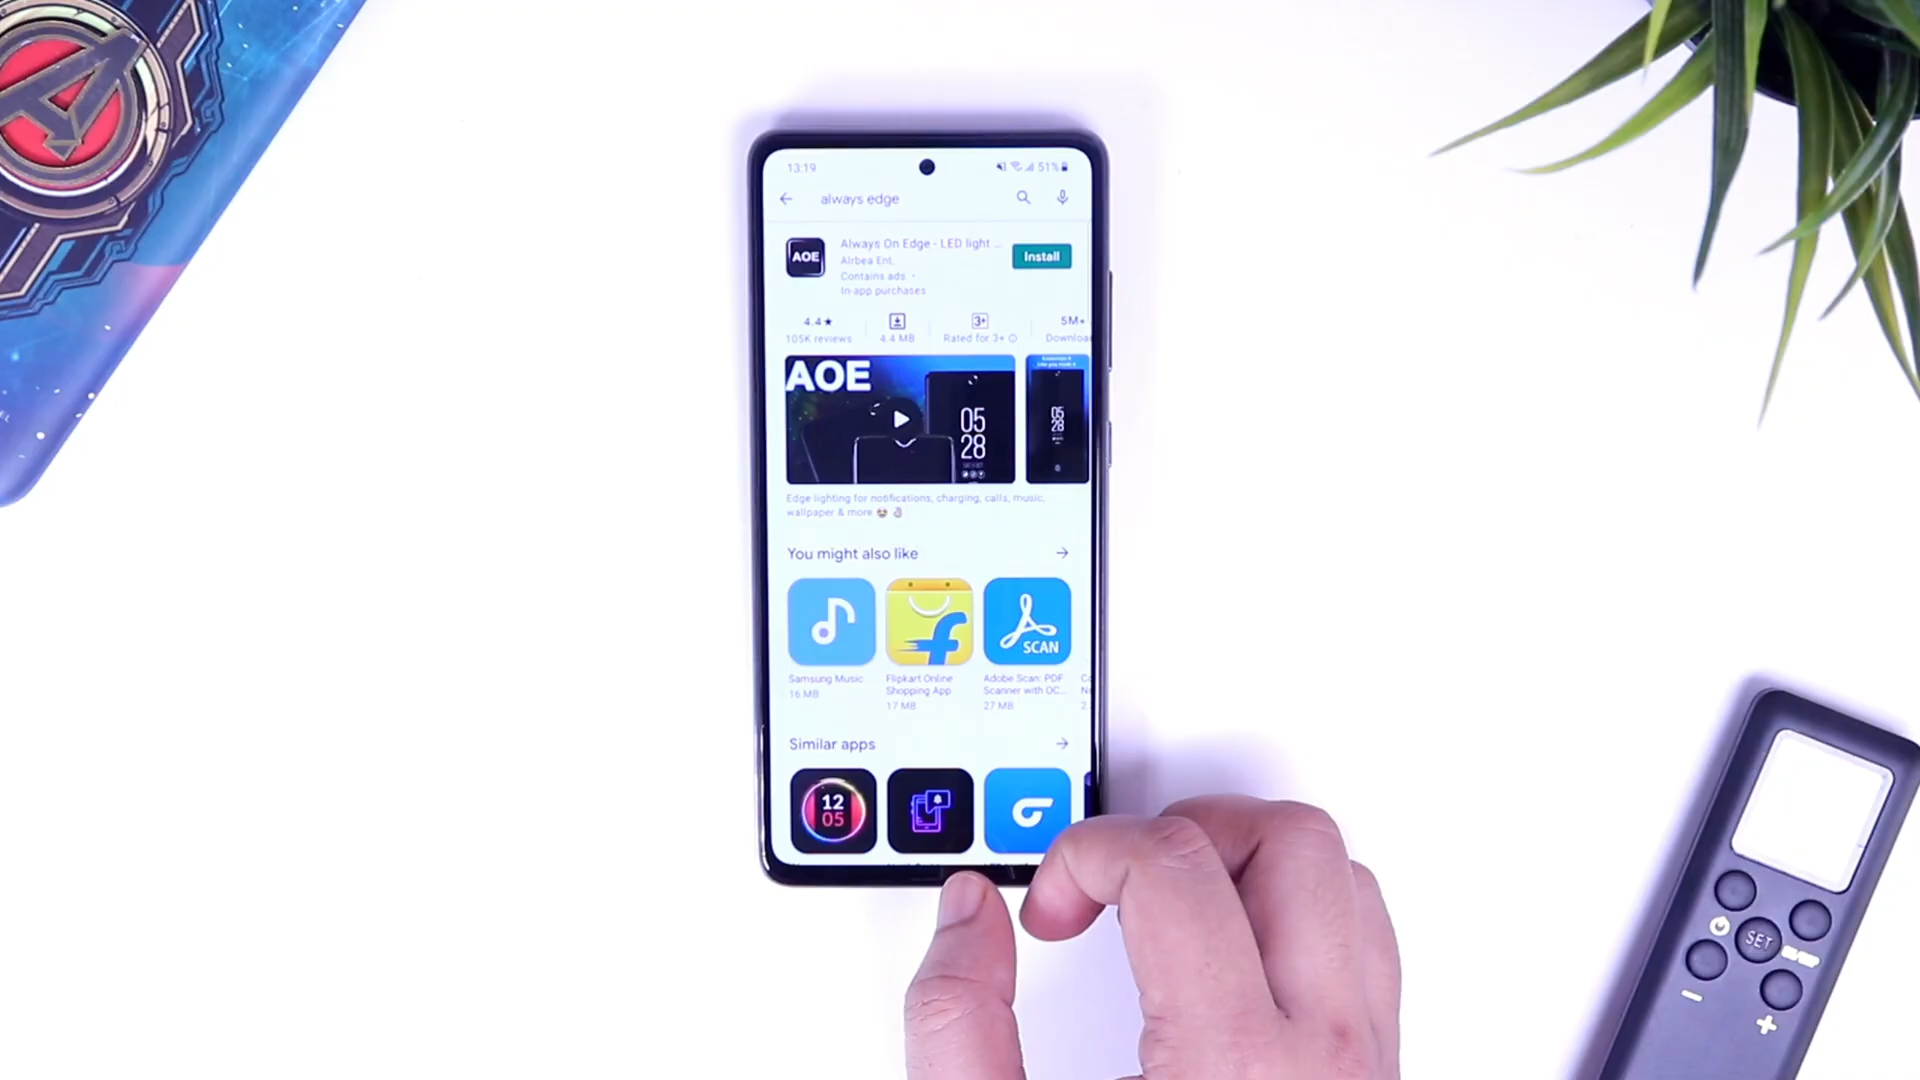 13:19
51%
always edge
AOE
Always On Edge - LED light ...
Install
Airbea Ent.
Contains ads
In-app purchases
4.4★
3+
5M+
105K reviews
4.4 MB
Rated for 3+
Downloa
AOE
05
28
05
28
Edge lighting for notifications, charging, calls, music,
wallpaper & more
You might also like
SCAN
Samsung Music
16 MB
Flipkart Online
Shopping App
17 MB
Adobe Scan: PDF
Scanner with OC...
27 MB
Similar apps
12
05
SET